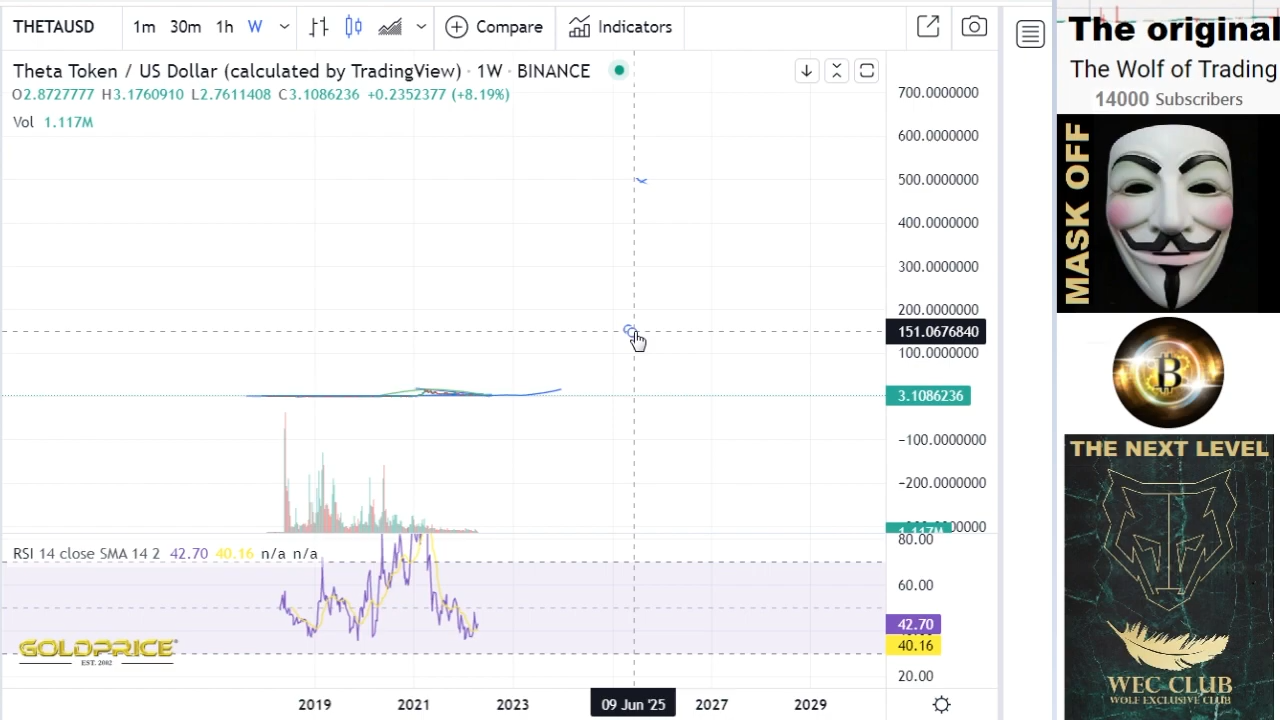 THETAUSD 1m 30m 1h W Compare Indicators
Theta Token / US Dollar (calculated by TradingView) · 1W · BINANCE
O2.8727777 H3.1760910 L2.7611408 C3.1086236 +0.2352377 (+8.19%)
Vol 1.117M
700.0000000
600.0000000
500.0000000
400.0000000
300.0000000
200.0000000
151.0676840
100.0000000
3.1086236
−100.0000000
−200.0000000
1.117M
RSI 14 close SMA 14 2 42.70 40.16 n/a n/a
80.00
60.00
42.70
40.16
20.00
GOLDPRICE
EST. 2002
2019 2021 2023 09 Jun '25 2027 2029
The original
The Wolf of Trading
14000 Subscribers
MASK OFF
B
THE NEXT LEVEL
WEC CLUB
WOLF EXCLUSIVE CLUB